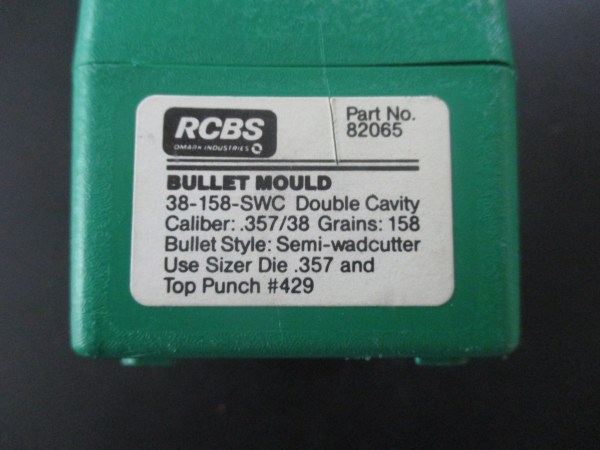 RCBS
OMARK INDUSTRIES
Part No.
82065
BULLET MOULD
38-158-SWC Double Cavity
Caliber: .357/38 Grains: 158
Bullet Style: Semi-wadcutter
Use Sizer Die .357 and
Top Punch #429